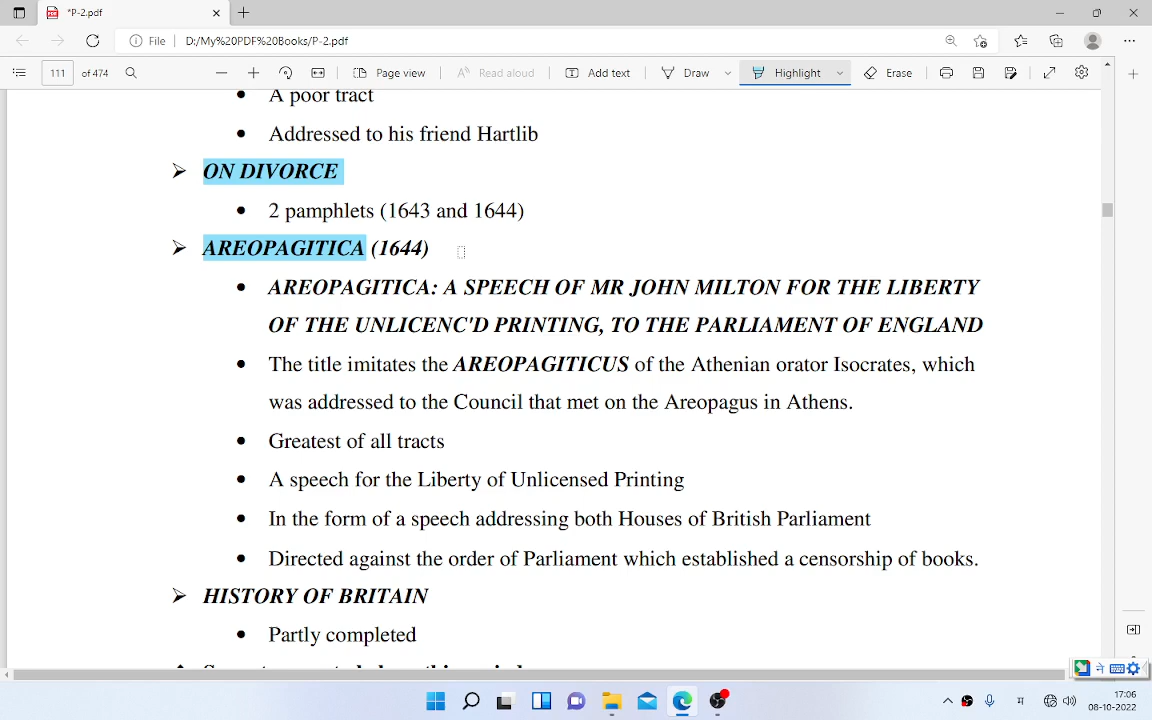 *P-2.pdf
File | D:/My%20PDF%20Books/P-2.pdf
111 of 474
Page view
Read aloud
Add text
Draw
Highlight
Erase
• A poor tract
• Addressed to his friend Hartlib
➢ ON DIVORCE
• 2 pamphlets (1643 and 1644)
➢ AREOPAGITICA (1644)
• AREOPAGITICA: A SPEECH OF MR JOHN MILTON FOR THE LIBERTY
OF THE UNLICENC'D PRINTING, TO THE PARLIAMENT OF ENGLAND
• The title imitates the AREOPAGITICUS of the Athenian orator Isocrates, which
was addressed to the Council that met on the Areopagus in Athens.
• Greatest of all tracts
• A speech for the Liberty of Unlicensed Printing
• In the form of a speech addressing both Houses of British Parliament
• Directed against the order of Parliament which established a censorship of books.
➢ HISTORY OF BRITAIN
• Partly completed
17:06
08-10-2022